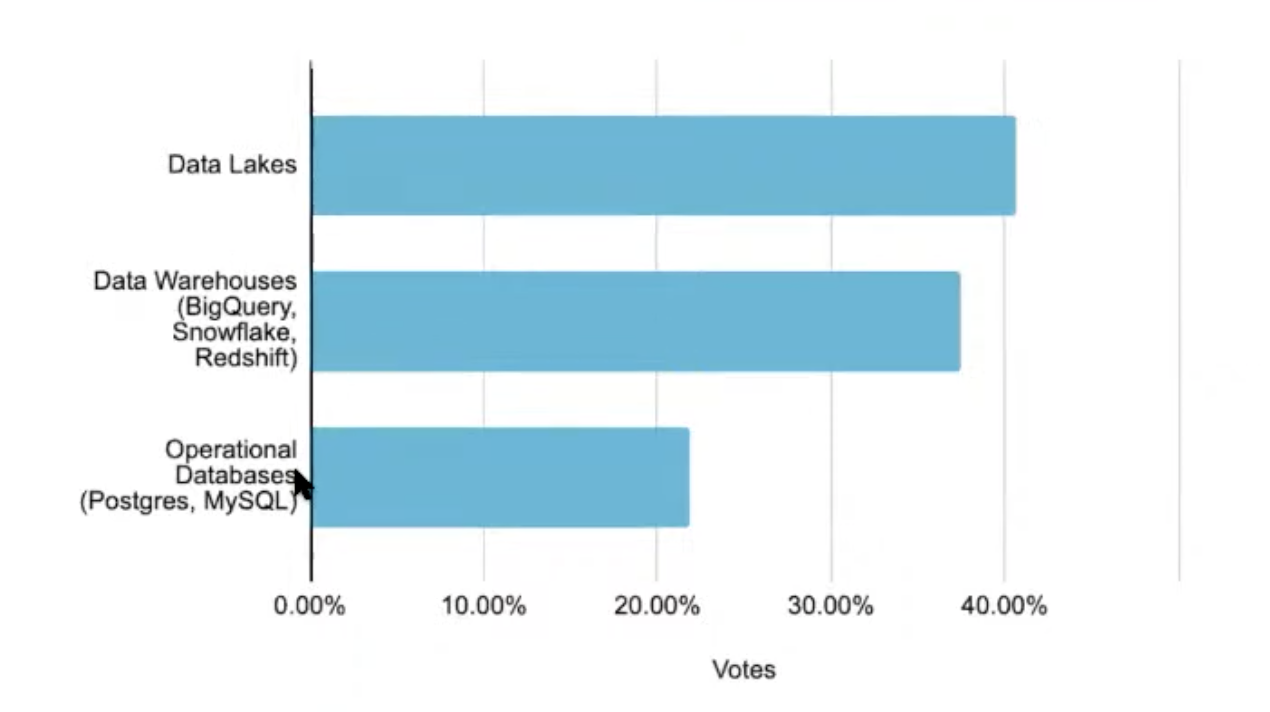 Data Lakes
Data Warehouses
(BigQuery,
Snowflake,
Redshift)
Operational
Databases
(Postgres, MySQL)
0.00% 10.00% 20.00% 30.00% 40.00%
Votes